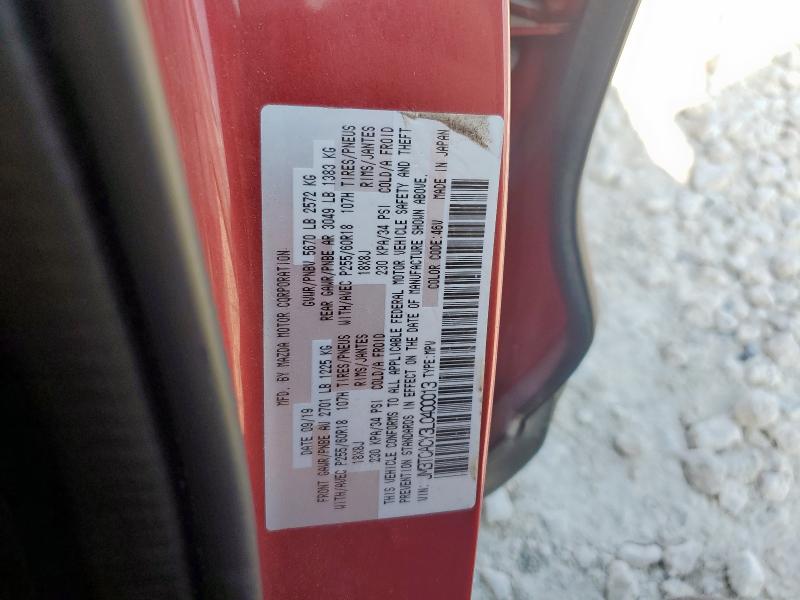 MFD. BY MAZDA MOTOR CORPORATION
DATE 09/19 GVWR/PNBV 5670 LB 2572 KG
FRONT GAWR/PNBE AV 2701 LB 1225 KG REAR GAWR/PNBE AR 3049 LB 1383 KG
WITH/AVEC P255/60R18 107H TIRES/PNEUS WITH/AVEC P255/60R18 107H TIRES/PNEUS
18X8J RIMS/JANTES 18X8J RIMS/JANTES
230 KPA/34 PSI COLD/A FROID 230 KPA/34 PSI COLD/A FROID
THIS VEHICLE CONFORMS TO ALL APPLICABLE FEDERAL MOTOR VEHICLE SAFETY AND THEFT
PREVENTION STANDARDS IN EFFECT ON THE DATE OF MANUFACTURE SHOWN ABOVE.
VIN: JM3TCACY3L0400013 TYPE:MPV COLOR CODE:46V MADE IN JAPAN